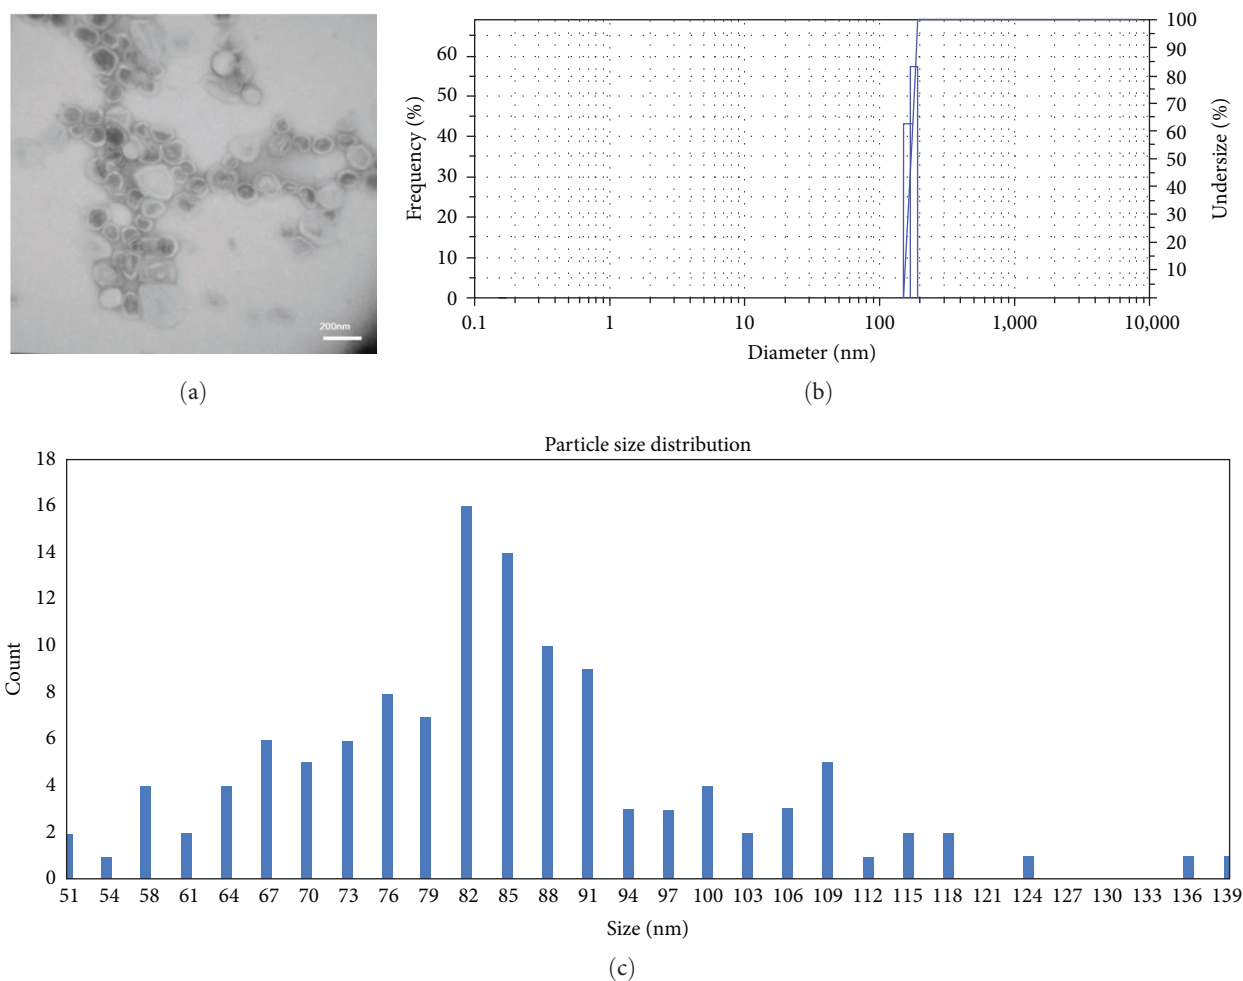 200nm
(a)
Frequency (%)
60
50
40
30
20
10
0
0.1 1 10 100 1,000 10,000
Diameter (nm)
100
90
80
70
60
50
40
30
20
10
Undersize (%)
(b)
Particle size distribution
Count
18
16
14
12
10
8
6
4
2
0
51 54 58 61 64 67 70 73 76 79 82 85 88 91 94 97 100 103 106 109 112 115 118 121 124 127 130 133 136 139
Size (nm)
(c)